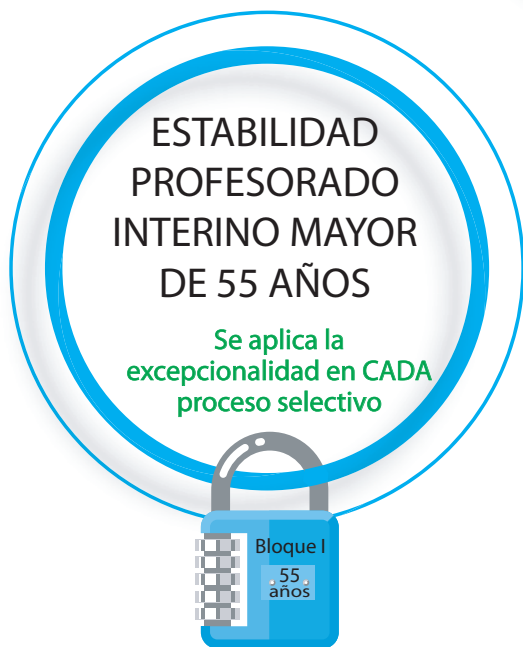 ESTABILIDAD
PROFESORADO
INTERINO MAYOR
DE 55 AÑOS
Se aplica la
excepcionalidad en CADA
proceso selectivo
Bloque I
55
años